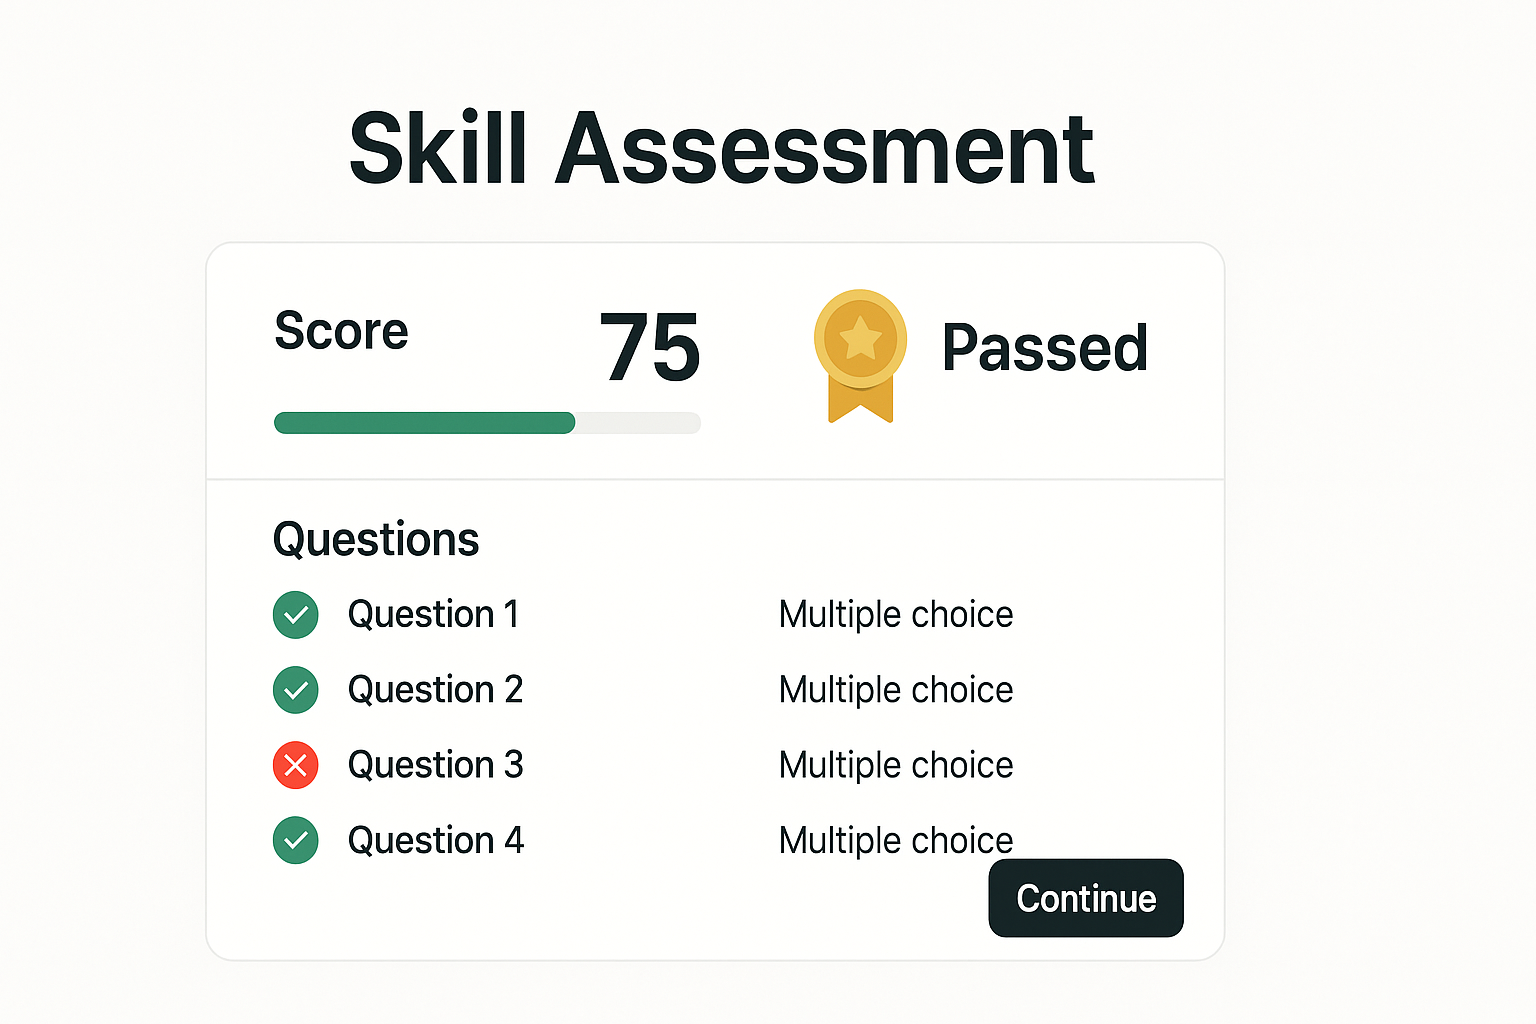 Skill Assessment
Score 75
Passed
Questions
Question 1 Multiple choice
Question 2 Multiple choice
Question 3 Multiple choice
Question 4 Multiple choice
Continue